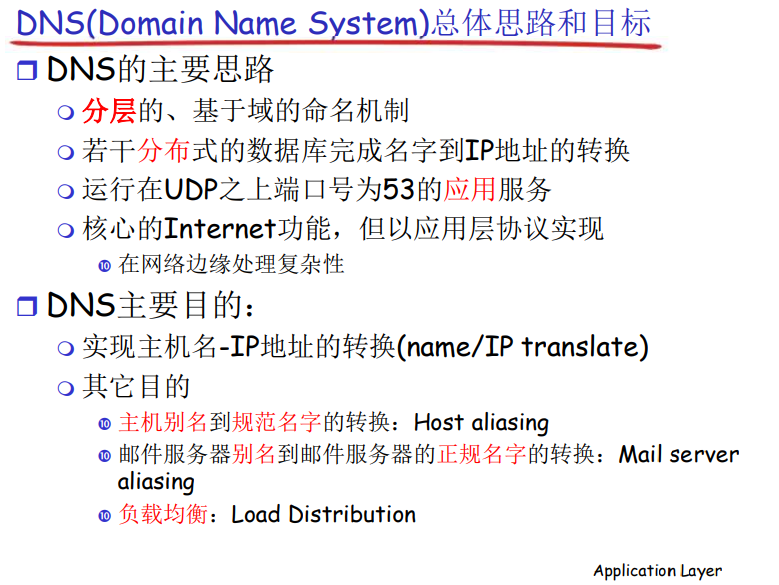 DNS(Domain Name System)总体思路和目标
DNS的主要思路
分层的、基于域的命名机制
若干分布式的数据库完成名字到IP地址的转换
运行在UDP之上端口号为53的应用服务
核心的Internet功能，但以应用层协议实现
在网络边缘处理复杂性
DNS主要目的：
实现主机名-IP地址的转换(name/IP translate)
其它目的
主机别名到规范名字的转换：Host aliasing
邮件服务器别名到邮件服务器的正规名字的转换：Mail server
aliasing
负载均衡：Load Distribution
Application Layer